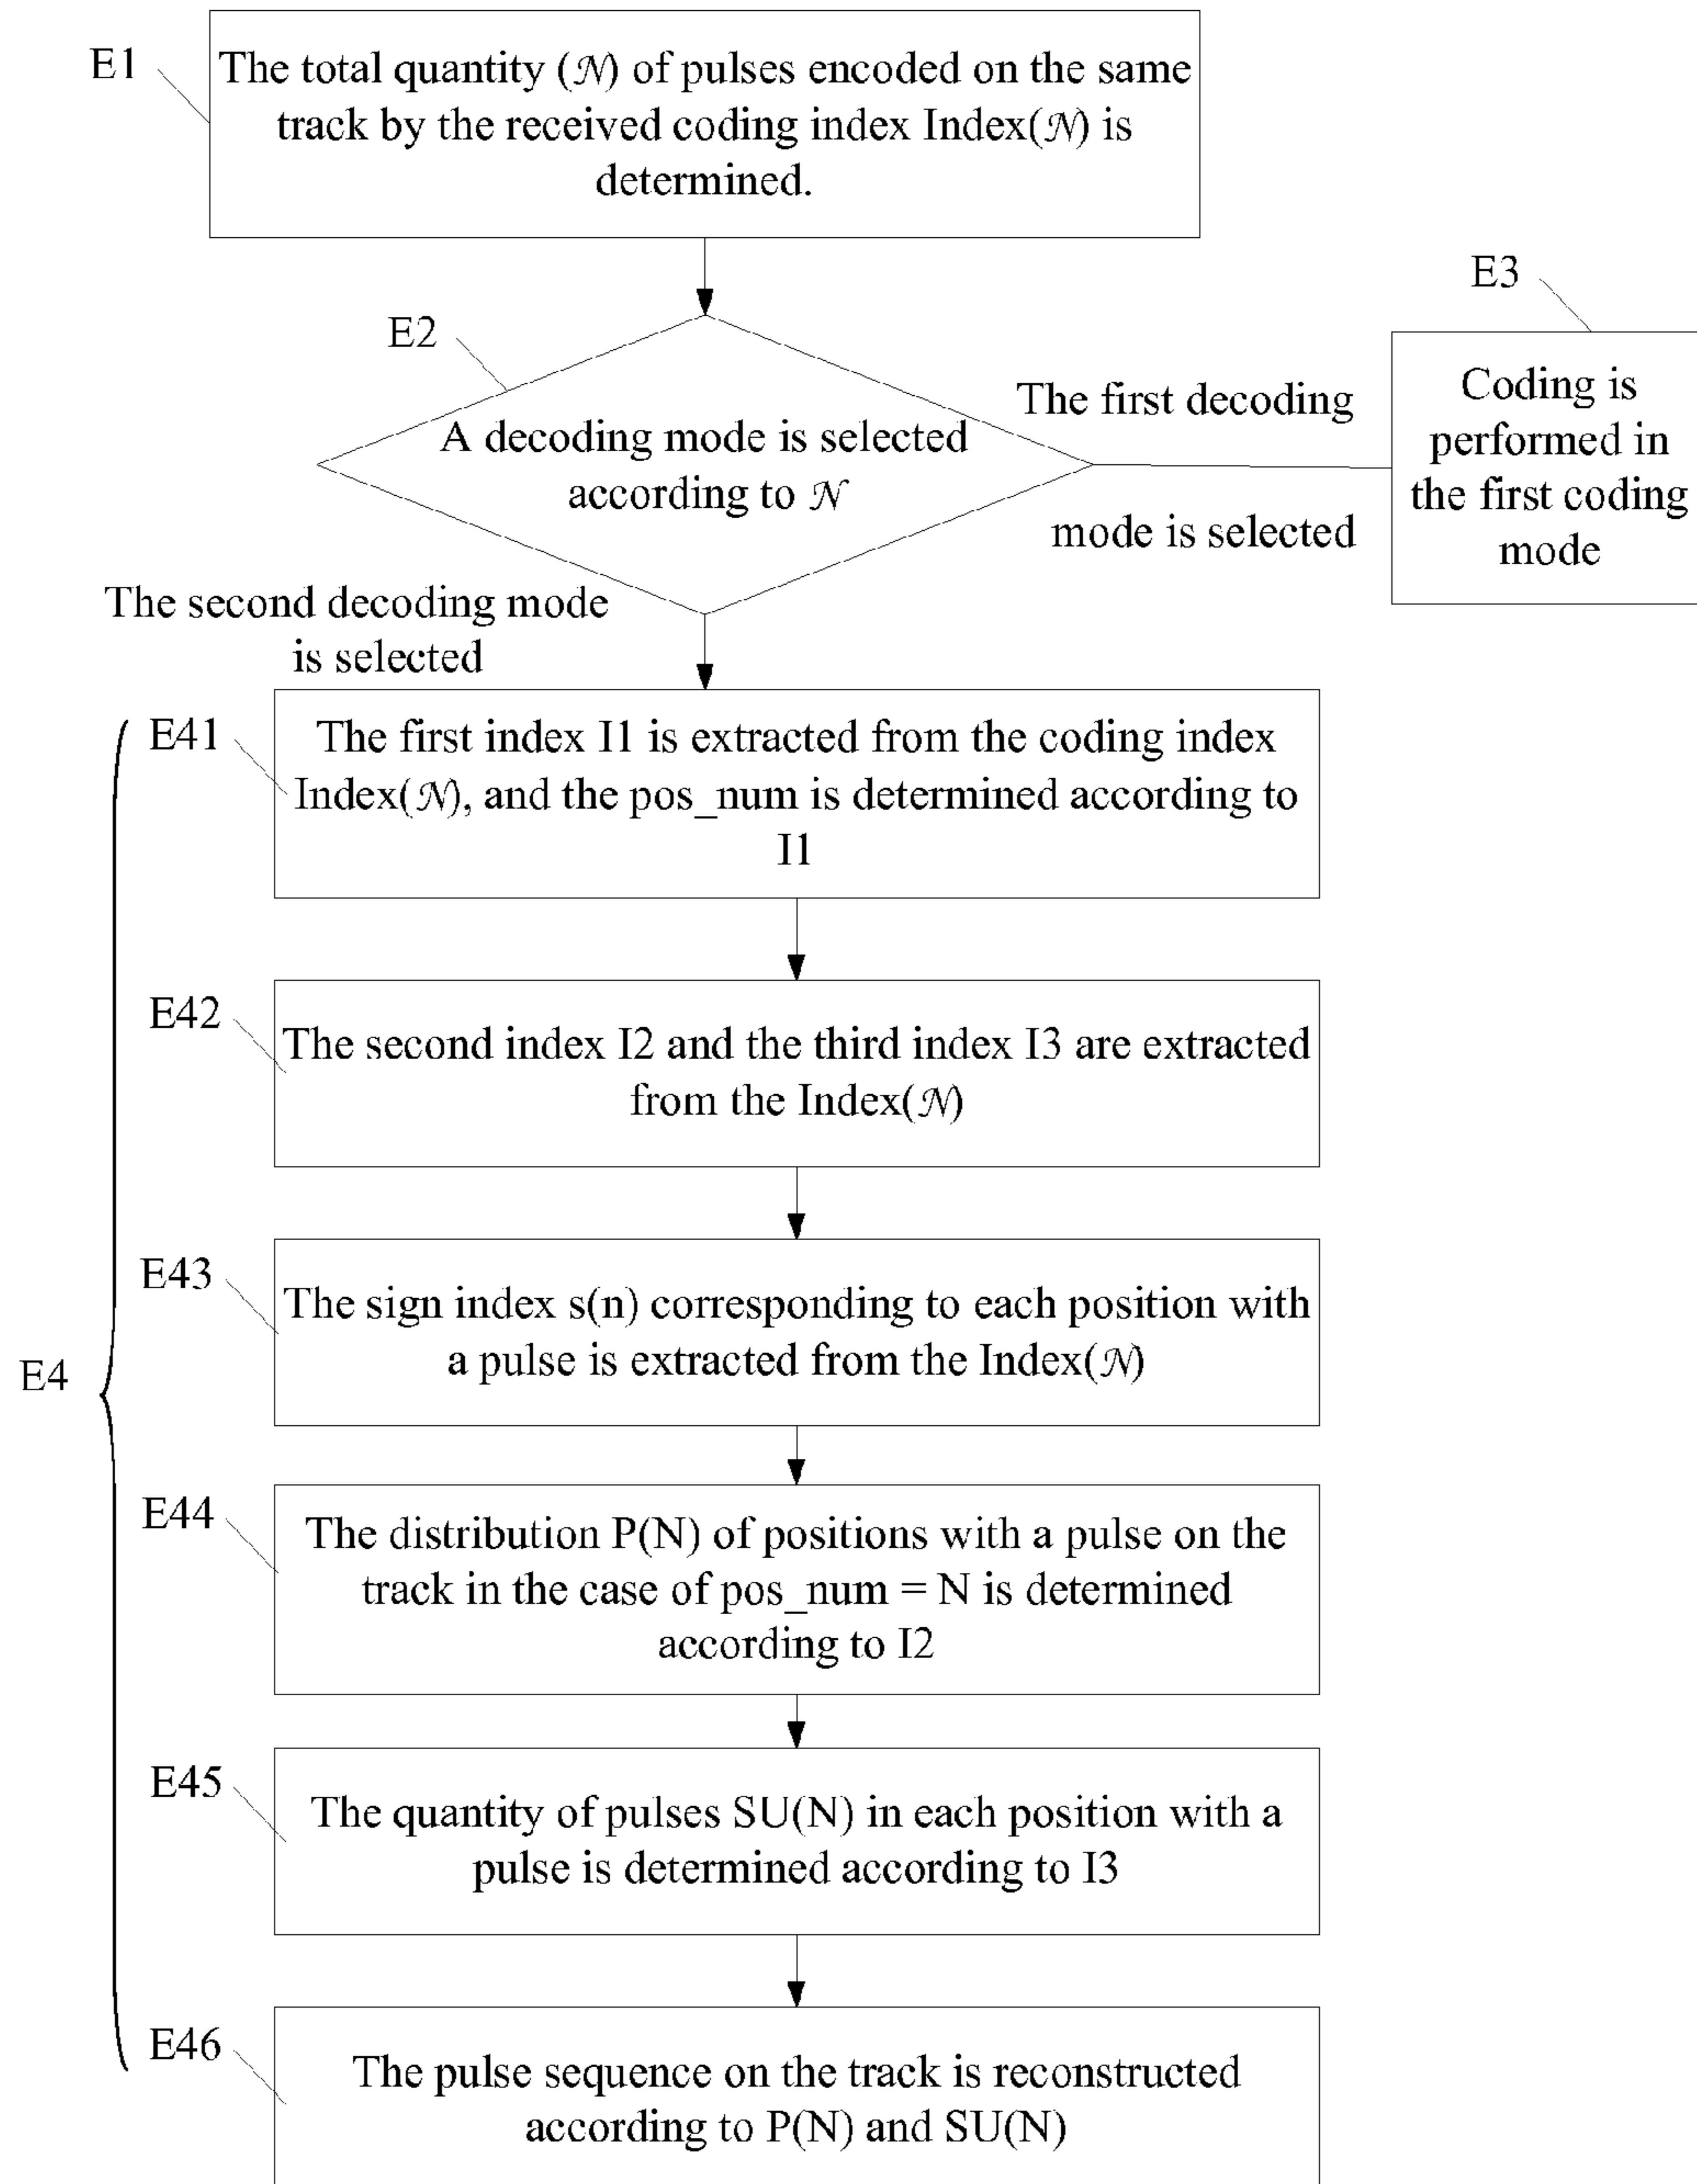 E1
The total quantity (𝒩) of pulses encoded on the same
track by the received coding index Index(𝒩) is
determined.
E2
A decoding mode is selected
according to 𝒩
The first decoding
mode is selected
E3
Coding is
performed in
the first coding
mode
The second decoding mode
is selected
E4
E41
The first index I1 is extracted from the coding index
Index(𝒩), and the pos_num is determined according to
I1
E42
The second index I2 and the third index I3 are extracted
from the Index(𝒩)
E43
The sign index s(n) corresponding to each position with
a pulse is extracted from the Index(𝒩)
E44
The distribution P(N) of positions with a pulse on the
track in the case of pos_num = N is determined
according to I2
E45
The quantity of pulses SU(N) in each position with a
pulse is determined according to I3
E46
The pulse sequence on the track is reconstructed
according to P(N) and SU(N)